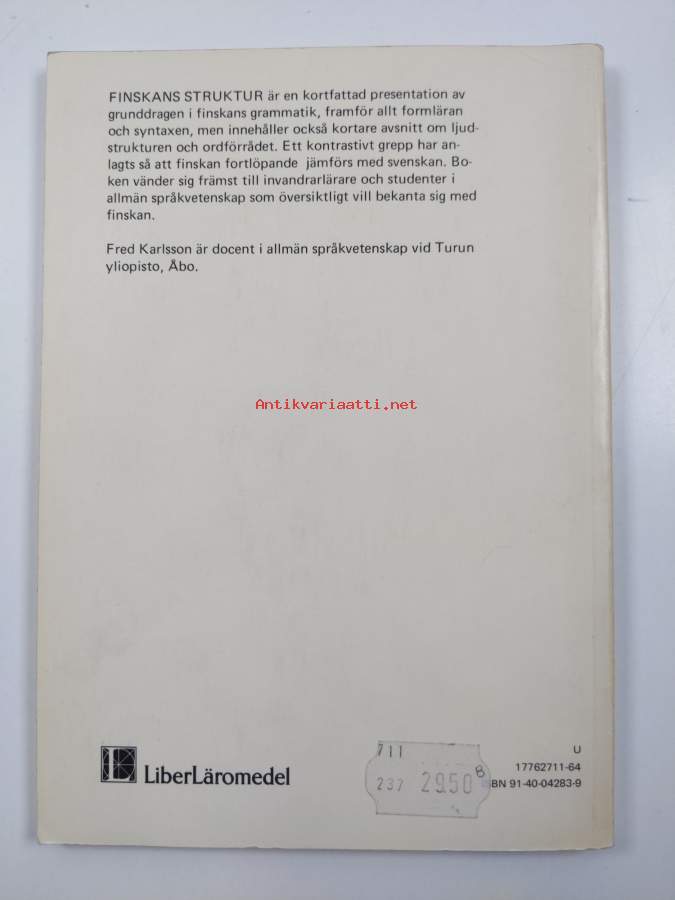 FINSKANS STRUKTUR är en kortfattad presentation av
grunddragen i finskans grammatik, framför allt formläran
och syntaxen, men innehåller också kortare avsnitt om ljud-
strukturen och ordförrådet. Ett kontrastivt grepp har an-
lagts så att finskan fortlöpande jämförs med svenskan. Bo-
ken vänder sig främst till invandrarlärare och studenter i
allmän språkvetenskap som översiktligt vill bekanta sig med
finskan.
Fred Karlsson är docent i allmän språkvetenskap vid Turun
yliopisto, Åbo.
Antikvariaatti.net
LiberLäromedel
711
237 2950 8
U
17762711-64
BN 91-40-04283-9